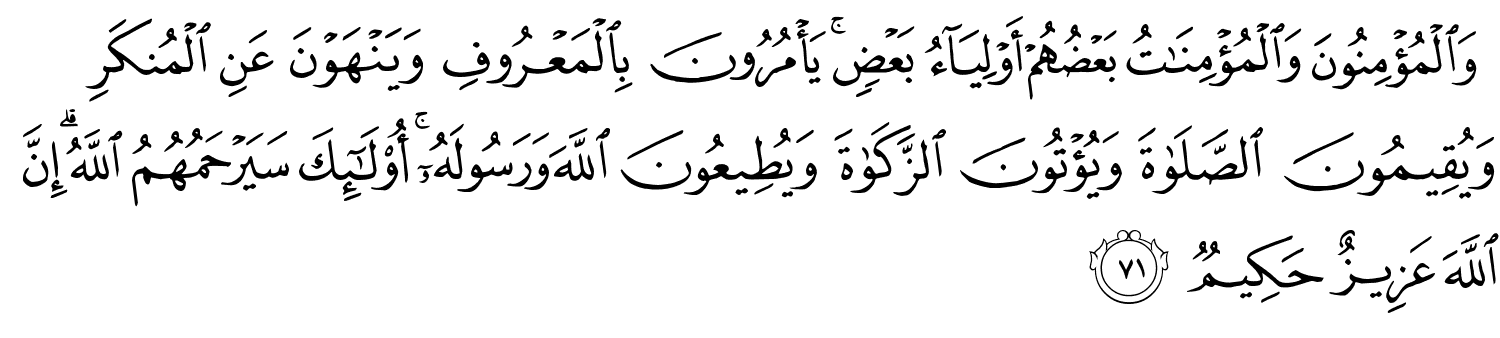 وَٱلْمُؤْمِنُونَ وَٱلْمُؤْمِنَٰتُ بَعْضُهُمْ أَوْلِيَآءُ بَعْضٍۚ يَأْمُرُونَ بِٱلْمَعْرُوفِ وَيَنْهَوْنَ عَنِ ٱلْمُنكَرِ
وَيُقِيمُونَ ٱلصَّلَوٰةَ وَيُؤْتُونَ ٱلزَّكَوٰةَ وَيُطِيعُونَ ٱللَّهَ وَرَسُولَهُۥٓۚ أُو۟لَٰٓئِكَ سَيَرْحَمُهُمُ ٱللَّهُۗ إِنَّ
ٱللَّهَ عَزِيزٌ حَكِيمٌ ٧١